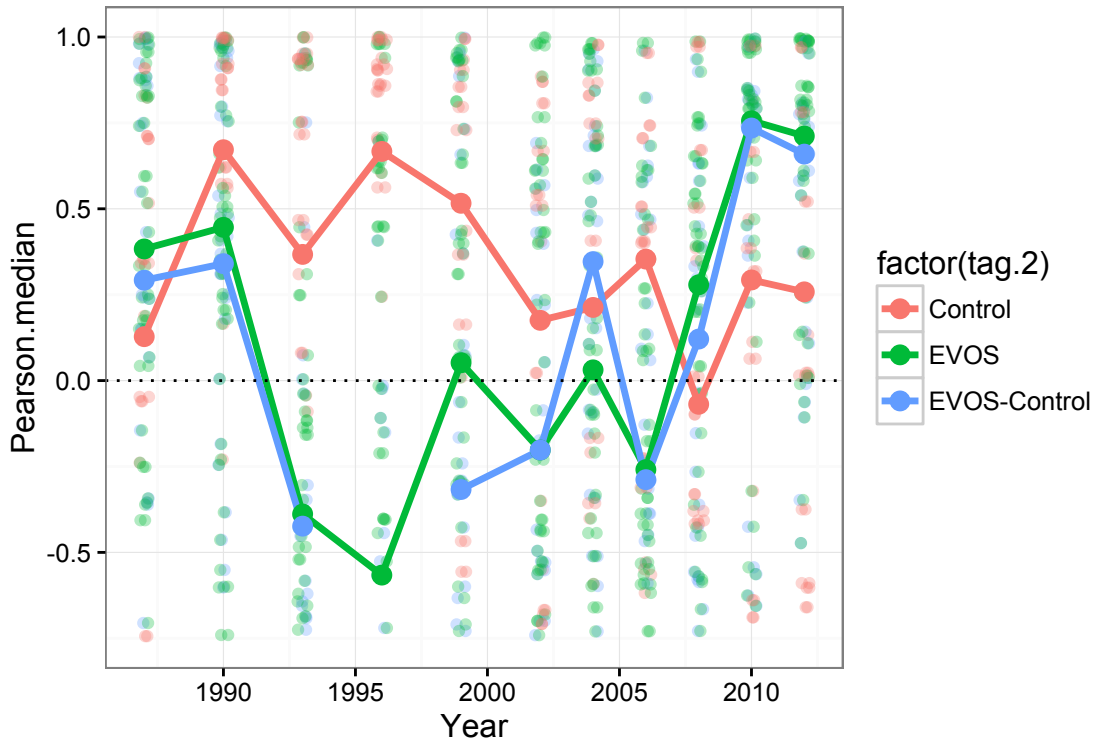 1.0
0.5
0.0
-0.5
Pearson.median
1990
1995
2000
2005
2010
Year
factor(tag.2)
Control
EVOS
EVOS-Control